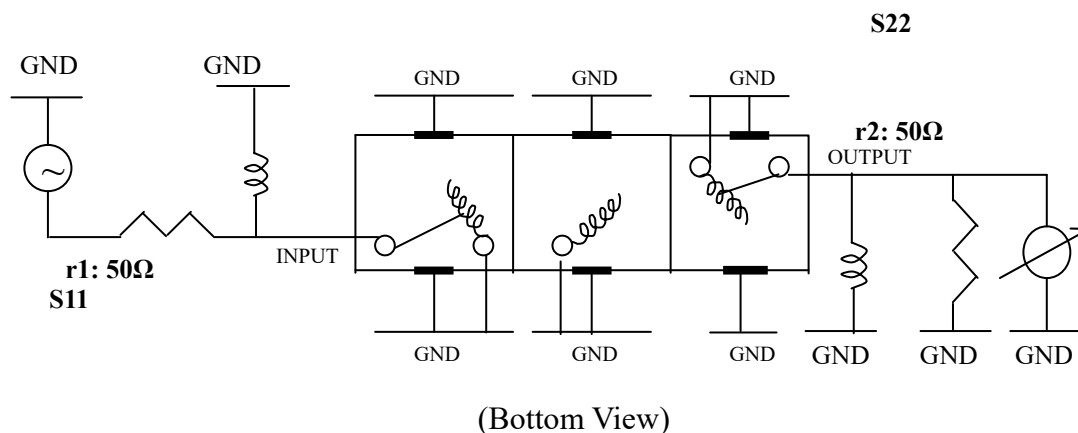 S22
GND
GND
GND
GND
GND
r2: 50Ω
OUTPUT
~
INPUT
r1: 50Ω
S11
GND
GND
GND
GND
GND
GND
(Bottom View)